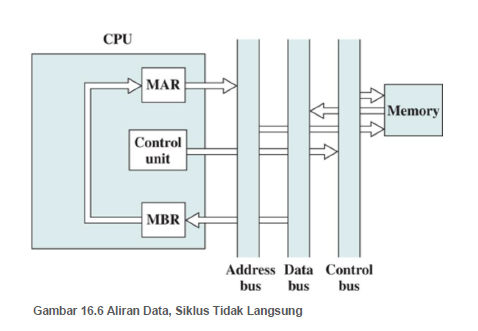 CPU
MAR
Memory
Control
unit
MBR
Address Data Control
bus bus bus
Gambar 16.6 Aliran Data, Siklus Tidak Langsung